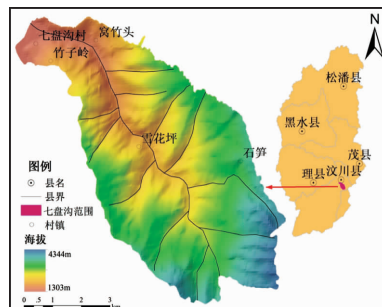 七盘沟村
窝竹头
竹子岭
雪花坪
石笋
N
松潘县
黑水县
茂县
汶川县
理县
图例
县名
县界
七盘沟范围
村镇
海拔
4344m
1303m
0 0.5 1 2 3 km